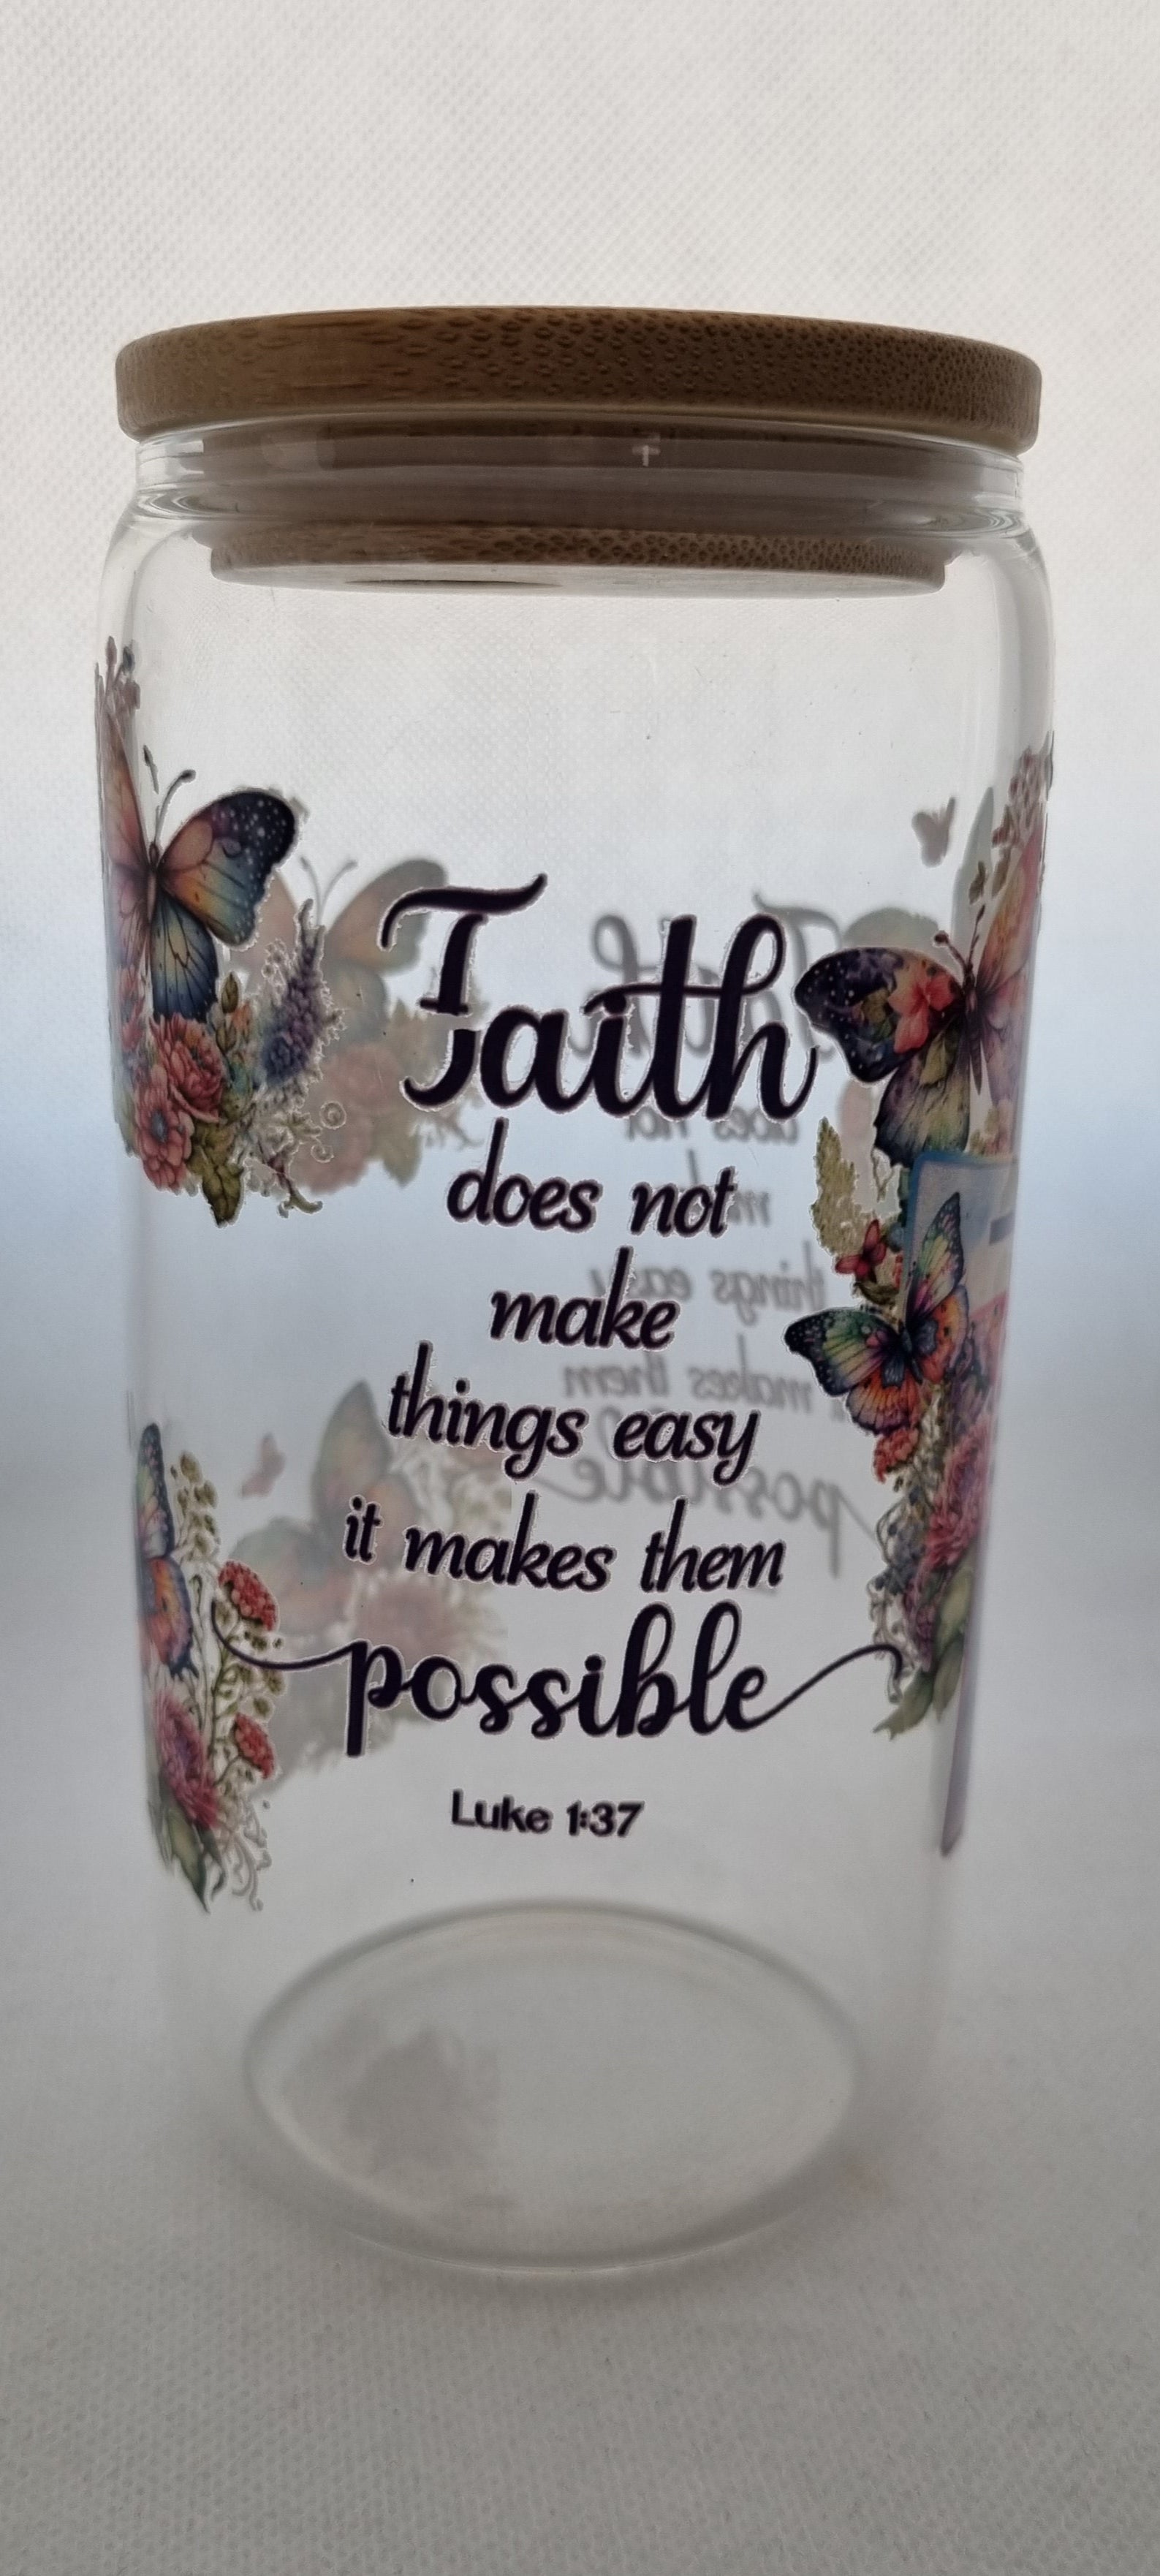 Faith
does not
make
things easy
it makes them
possible
Luke 1:37